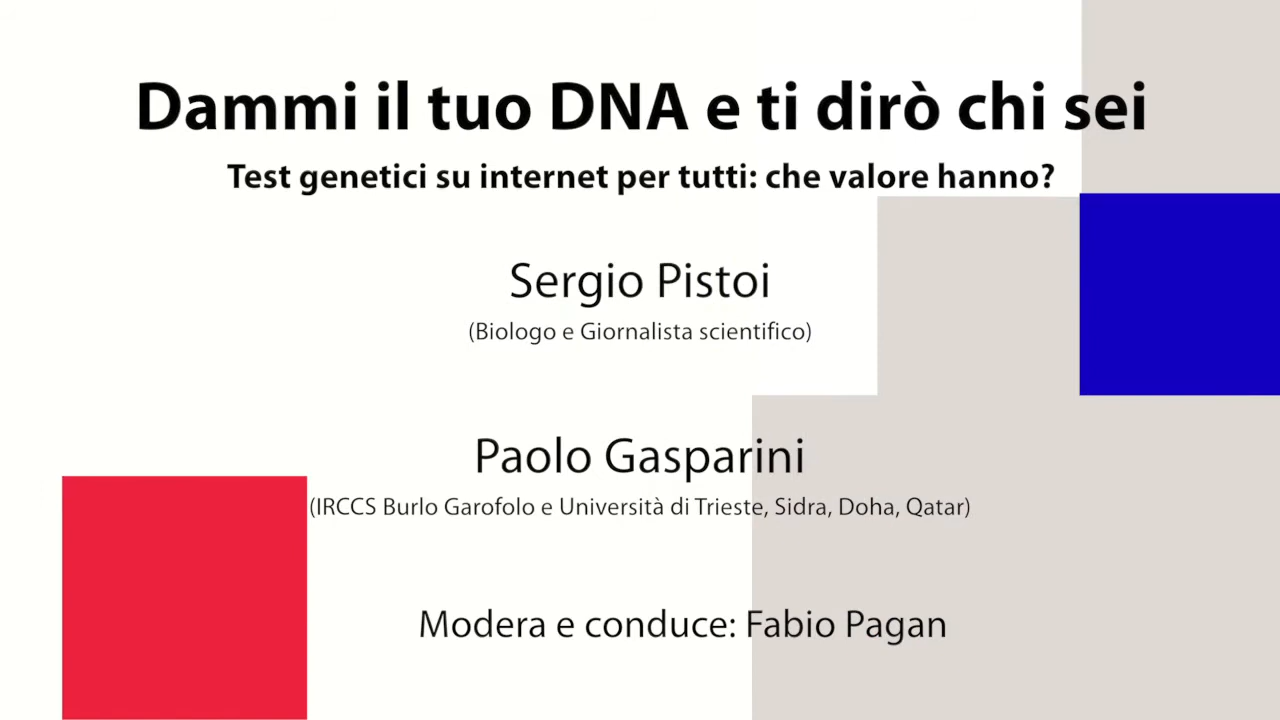 Dammi il tuo DNA e ti dirò chi sei
Test genetici su internet per tutti: che valore hanno?
Sergio Pistoi
(Biologo e Giornalista scientifico)
Paolo Gasparini
(IRCCS Burlo Garofolo e Università di Trieste, Sidra, Doha, Qatar)
Modera e conduce: Fabio Pagan